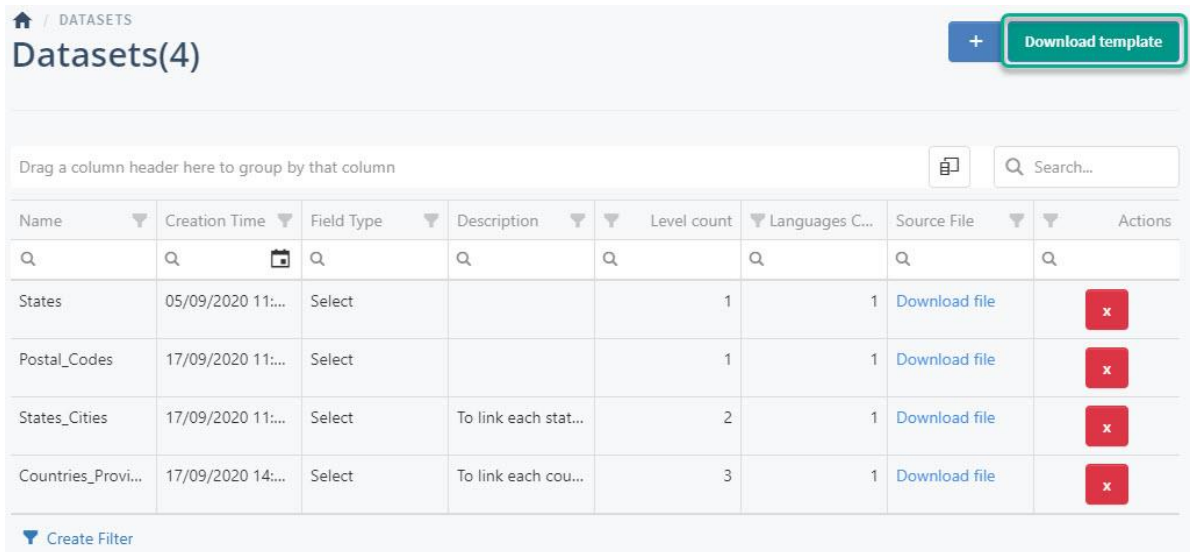 / DATASETS
Datasets(4)
+ Download template
Drag a column header here to group by that column
Search...
Name Creation Time Field Type Description Level count Languages C... Source File Actions
States 05/09/2020 11:... Select 1 1 Download file x
Postal_Codes 17/09/2020 11:... Select 1 1 Download file x
States_Cities 17/09/2020 11:... Select To link each stat... 2 1 Download file x
Countries_Provi... 17/09/2020 14:... Select To link each cou... 3 1 Download file x
Create Filter